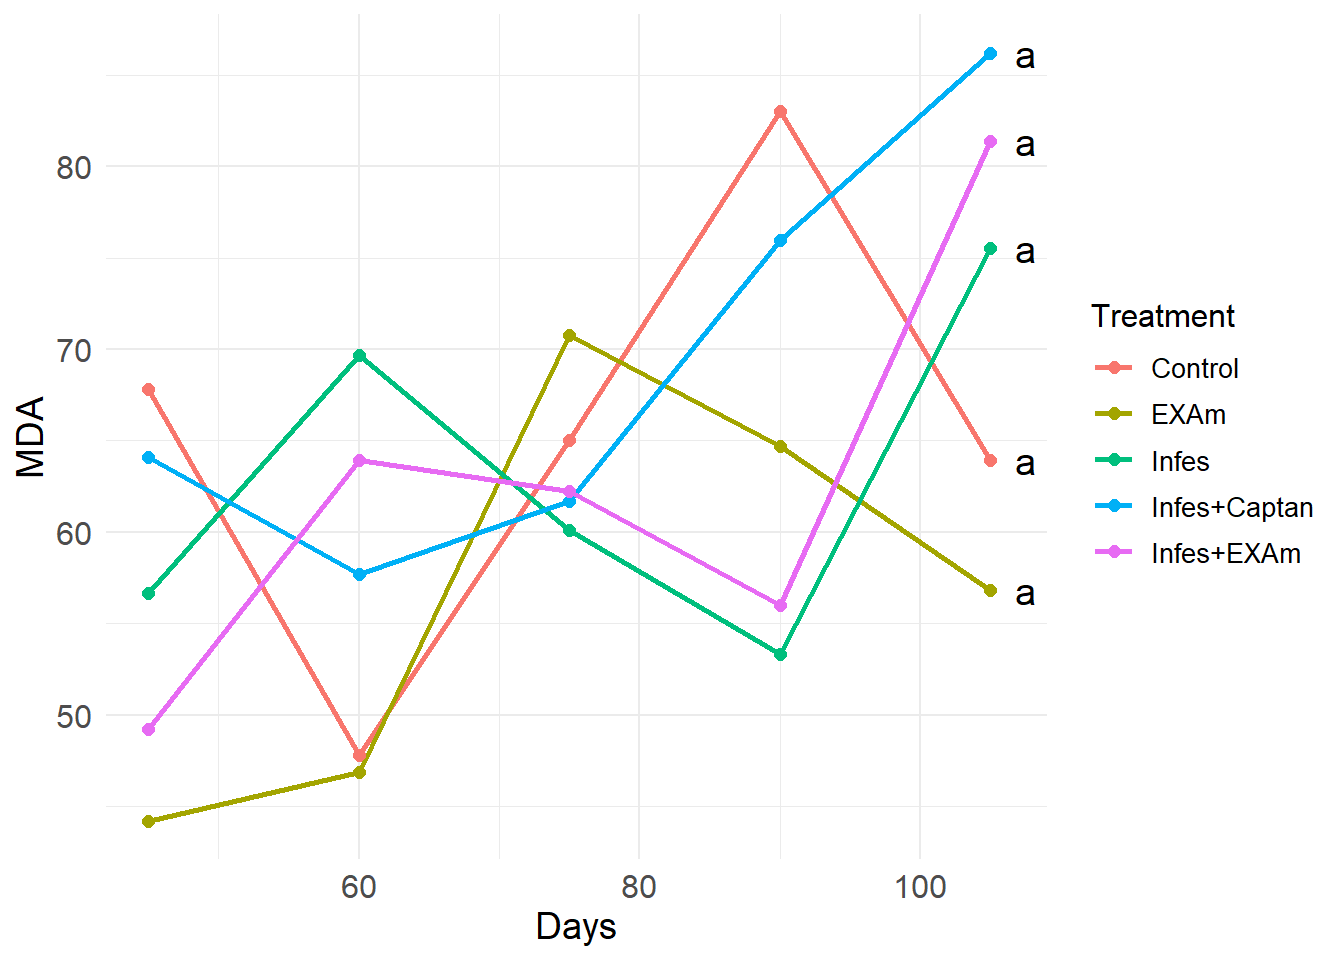 MDA
80
70
60
50
a
a
a
a
a
60
80
100
Days
Treatment
Control
EXAm
Infes
Infes+Captan
Infes+EXAm